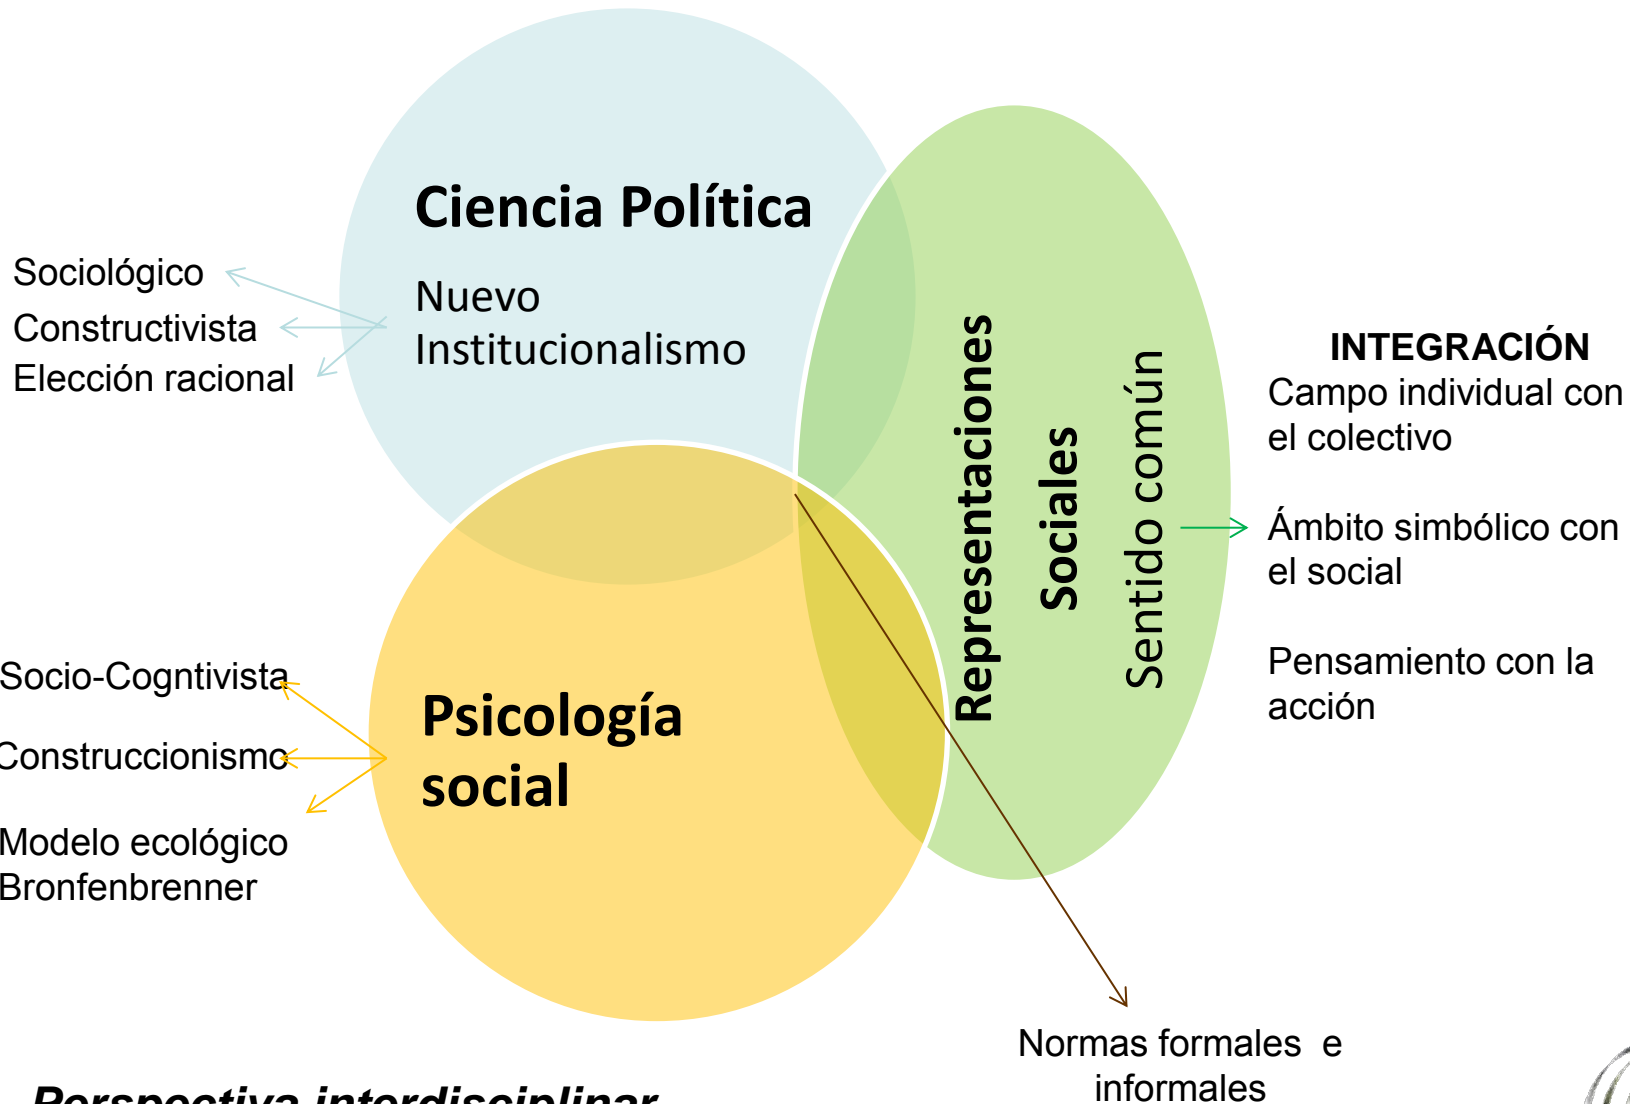 Ciencia Política
Nuevo
Institucionalismo
Sociológico
Constructivista
Elección racional
Representaciones
Sociales
Sentido común
INTEGRACIÓN
Campo individual con
el colectivo
Ámbito simbólico con
el social
Pensamiento con la
acción
Socio-Cogntivista
Construccionismo
Modelo ecológico
Bronfenbrenner
Psicología
social
Normas formales e
informales
Perspectiva interdisciplinar